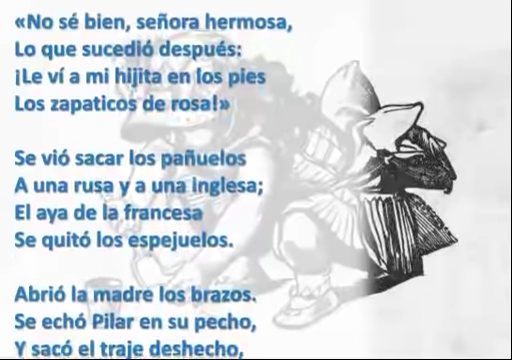 «No sé bien, señora hermosa,
Lo que sucedió después:
¡Le ví a mi hijita en los pies
Los zapaticos de rosa!»
Se vió sacar los pañuelos
A una rusa y a una inglesa;
El aya de la francesa
Se quitó los espejuelos.
Abrió la madre los brazos.
Se echó Pilar en su pecho,
Y sacó el traje deshecho,